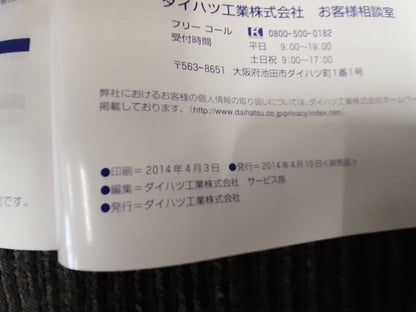 ダイハツ工業株式会社 お客様相談室
フリー コール 0800-500-0182
受付時間 平日 9:00~19:00
土日祝 9:00~17:00
〒563-8651 大阪府池田市ダイハツ町1番1号
弊社におけるお客様の個人情報の取り扱いについては、ダイハツ工業株式会社ホームペー
掲載しております。(http://www.daihatsu.co.jp/privacy/index.htm)
●印刷=2014年4月3日 ●発行=2014年4月10日<非売品>
●編集=ダイハツ工業株式会社 サービス部
●発行=ダイハツ工業株式会社
です。